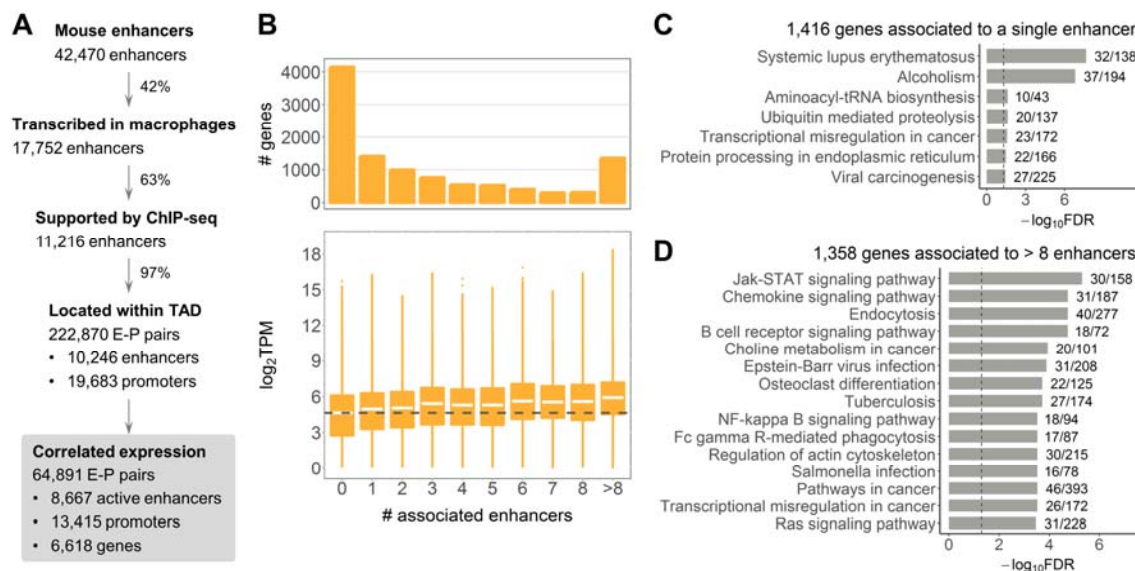 A
Mouse enhancers
42,470 enhancers
42%
Transcribed in macrophages
17,752 enhancers
63%
Supported by ChIP-seq
11,216 enhancers
97%
Located within TAD
222,870 E-P pairs
• 10,246 enhancers
• 19,683 promoters
Correlated expression
64,891 E-P pairs
• 8,667 active enhancers
• 13,415 promoters
• 6,618 genes
B
# genes
4000
3000
2000
1000
0
log2TPM
18
15
12
9
6
3
0
0 1 2 3 4 5 6 7 8 >8
# associated enhancers
C
1,416 genes associated to a single enhancer
Systemic lupus erythematosus 32/138
Alcoholism 37/194
Aminoacyl-tRNA biosynthesis 10/43
Ubiquitin mediated proteolysis 20/137
Transcriptional misregulation in cancer 23/172
Protein processing in endoplasmic reticulum 22/166
Viral carcinogenesis 27/225
0 3 6
−log10FDR
D
1,358 genes associated to > 8 enhancers
Jak-STAT signaling pathway 30/158
Chemokine signaling pathway 31/187
Endocytosis 40/277
B cell receptor signaling pathway 18/72
Choline metabolism in cancer 20/101
Epstein-Barr virus infection 31/208
Osteoclast differentiation 22/125
Tuberculosis 27/174
NF-kappa B signaling pathway 18/94
Fc gamma R-mediated phagocytosis 17/87
Regulation of actin cytoskeleton 30/215
Salmonella infection 16/78
Pathways in cancer 46/393
Transcriptional misregulation in cancer 26/172
Ras signaling pathway 31/228
0 2 4 6
−log10FDR